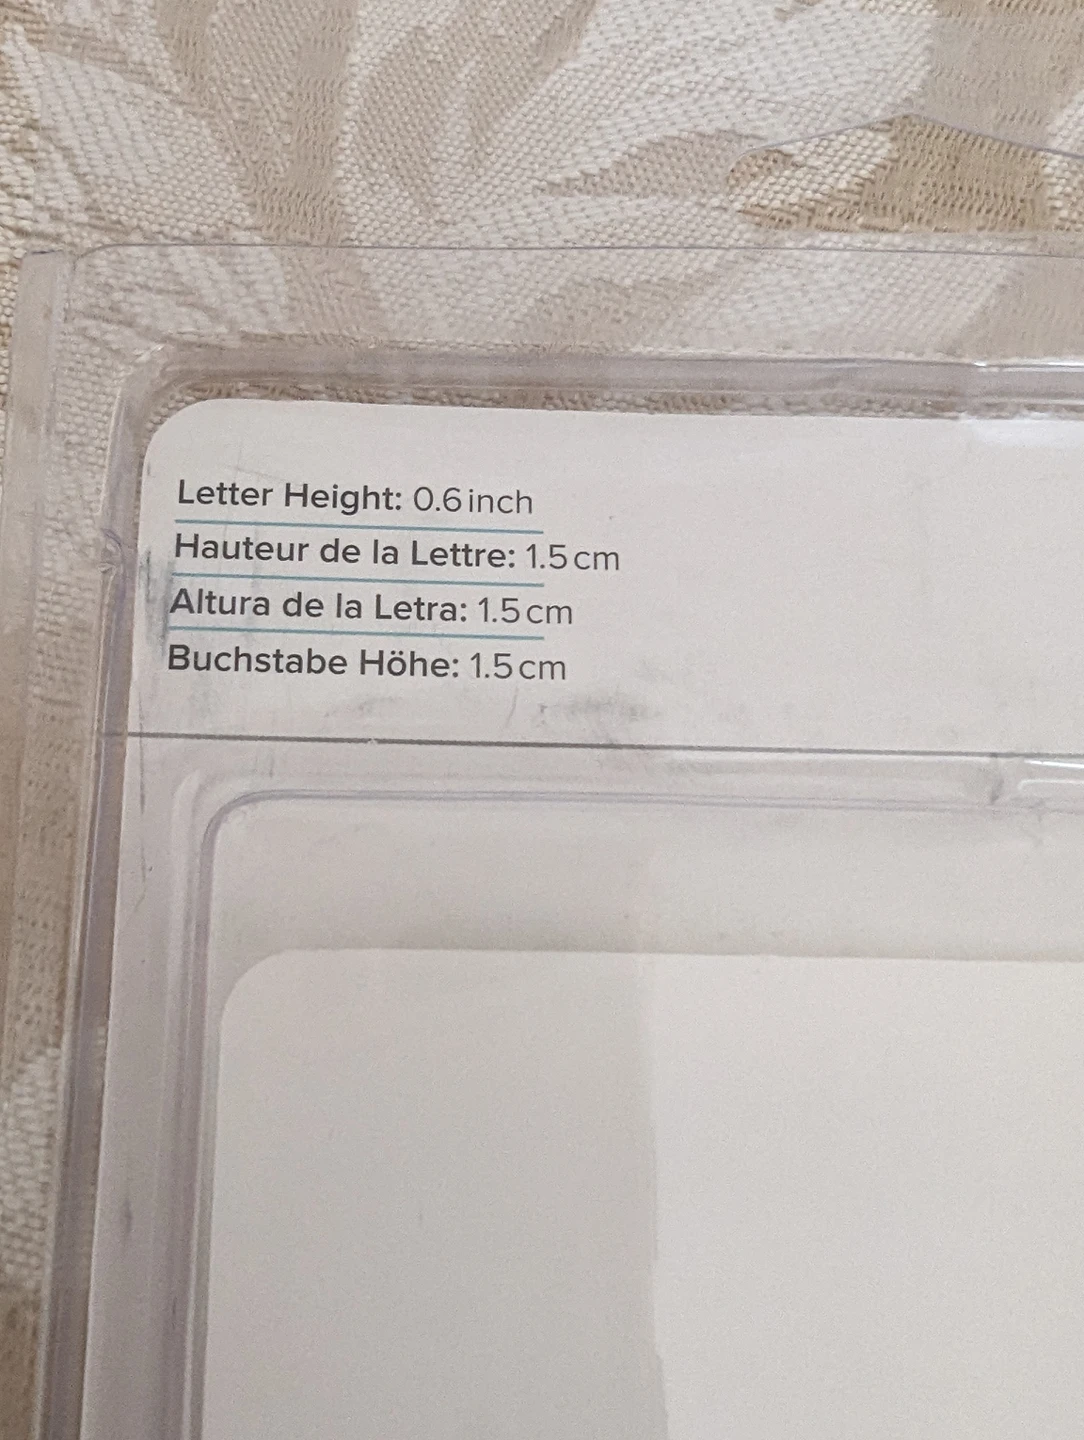 Letter Height: 0.6 inch
Hauteur de la Lettre: 1.5 cm
Altura de la Letra: 1.5 cm
Buchstabe Höhe: 1.5 cm